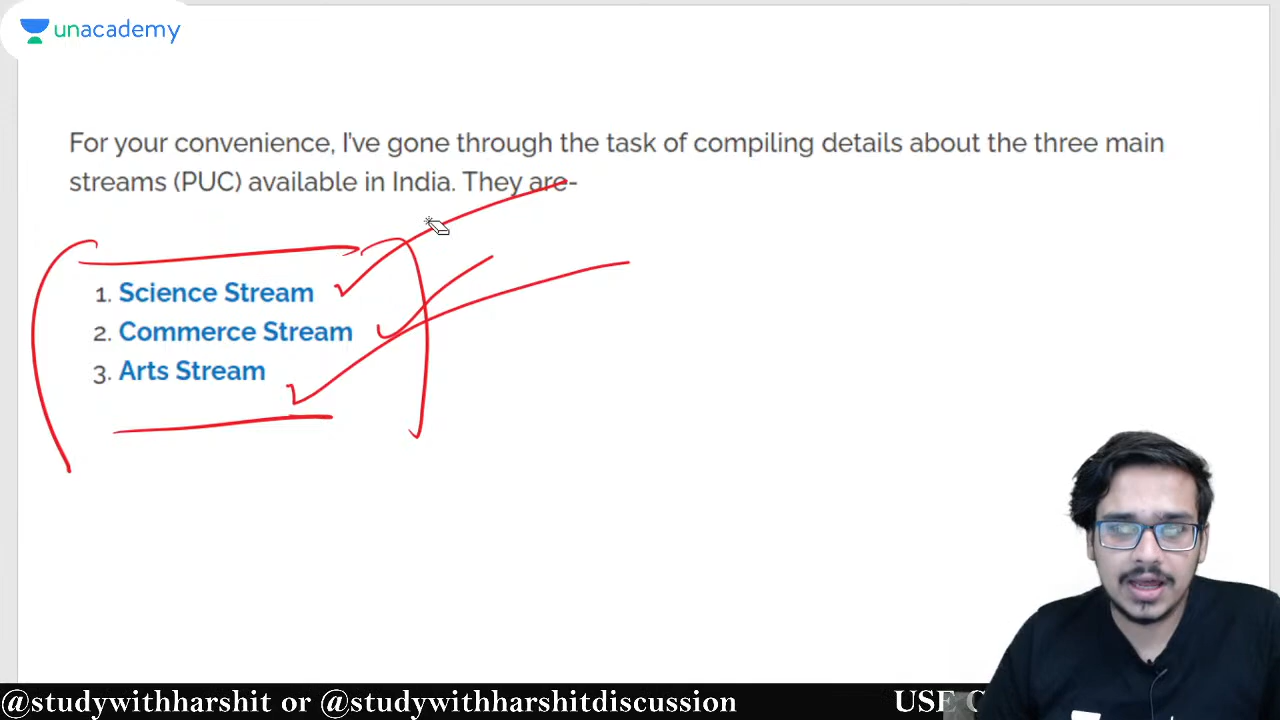 unacademy
For your convenience, I've gone through the task of compiling details about the three main
streams (PUC) available in India. They are-
1. Science Stream
2. Commerce Stream
3. Arts Stream
@studywithharshit or @studywithharshitdiscussion USE